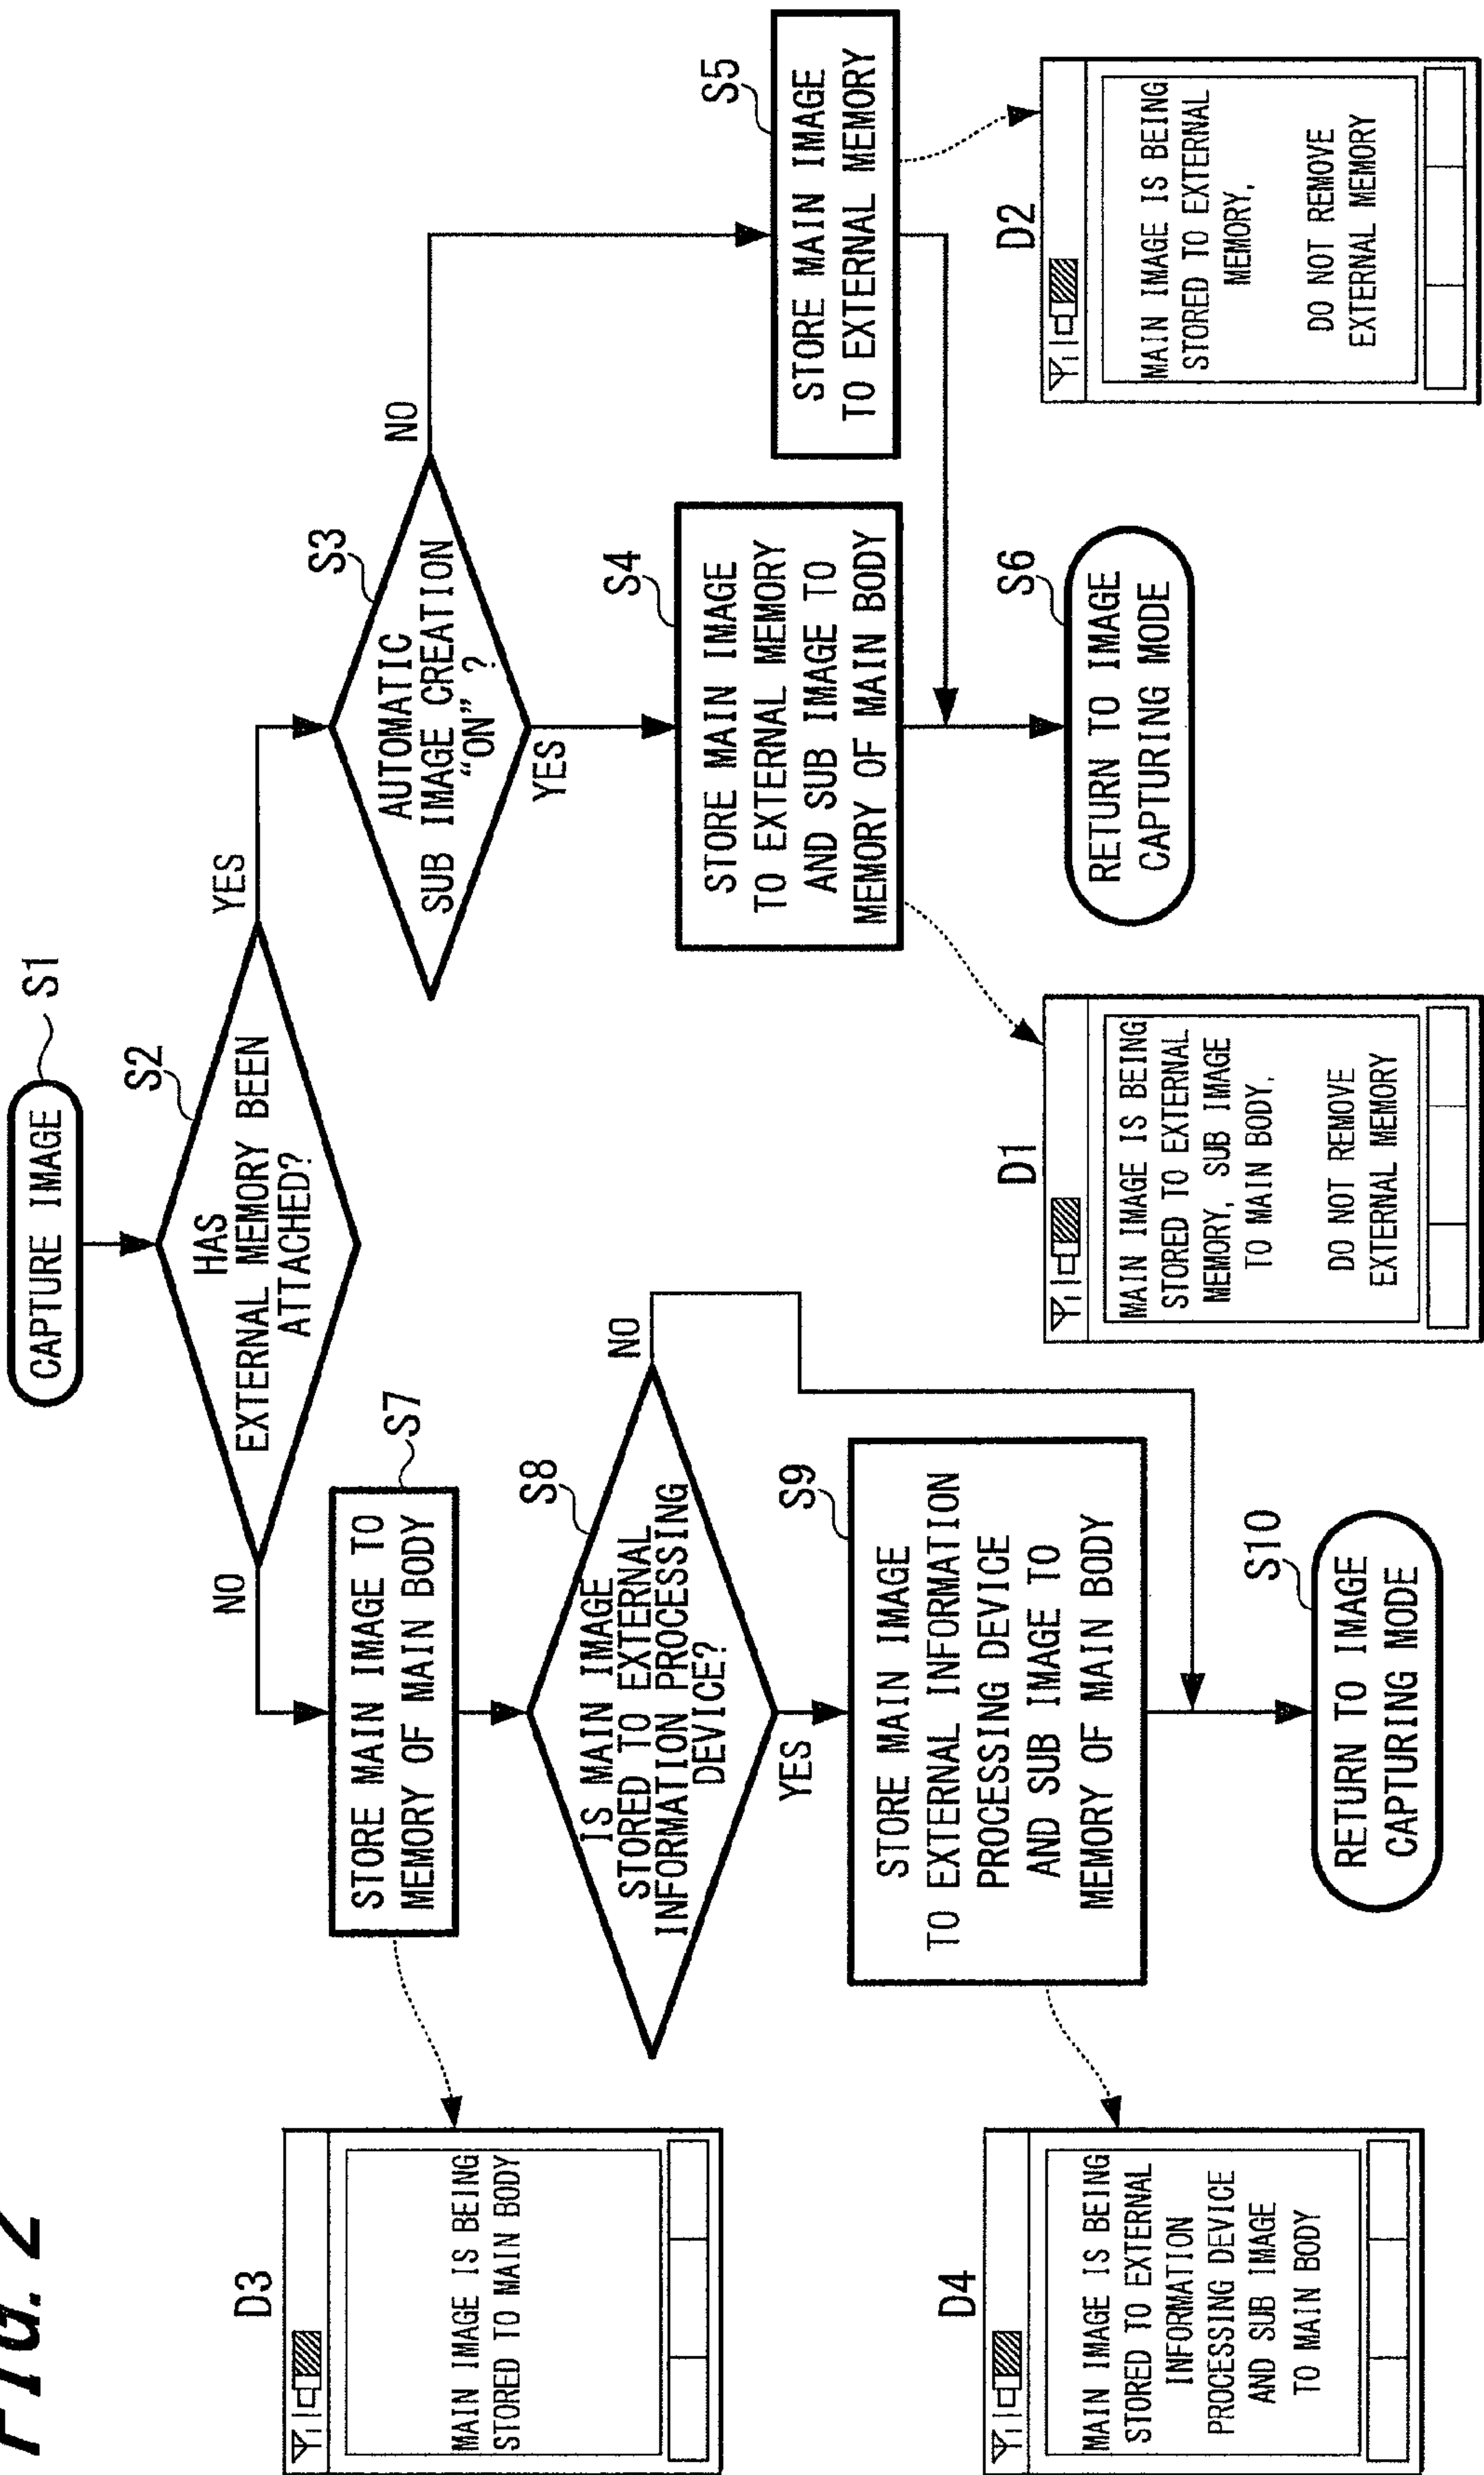 FIG. 2
CAPTURE IMAGE
S1
S2
HAS
EXTERNAL MEMORY BEEN
ATTACHED?
NO
YES
S3
AUTOMATIC
SUB IMAGE CREATION
“ON” ?
NO
YES
S4
STORE MAIN IMAGE
TO EXTERNAL MEMORY
AND SUB IMAGE TO
MEMORY OF MAIN BODY
S5
STORE MAIN IMAGE
TO EXTERNAL MEMORY
S6
RETURN TO IMAGE
CAPTURING MODE
D1
MAIN IMAGE IS BEING
STORED TO EXTERNAL
MEMORY, SUB IMAGE
TO MAIN BODY,
DO NOT REMOVE
EXTERNAL MEMORY
D2
MAIN IMAGE IS BEING
STORED TO EXTERNAL
MEMORY,
DO NOT REMOVE
EXTERNAL MEMORY
S7
STORE MAIN IMAGE TO
MEMORY OF MAIN BODY
D3
MAIN IMAGE IS BEING
STORED TO MAIN BODY
S8
IS MAIN IMAGE
STORED TO EXTERNAL
INFORMATION PROCESSING
DEVICE?
NO
YES
S9
STORE MAIN IMAGE
TO EXTERNAL INFORMATION
PROCESSING DEVICE
AND SUB IMAGE TO
MEMORY OF MAIN BODY
D4
MAIN IMAGE IS BEING
STORED TO EXTERNAL
INFORMATION
PROCESSING DEVICE
AND SUB IMAGE
TO MAIN BODY
S10
RETURN TO IMAGE
CAPTURING MODE